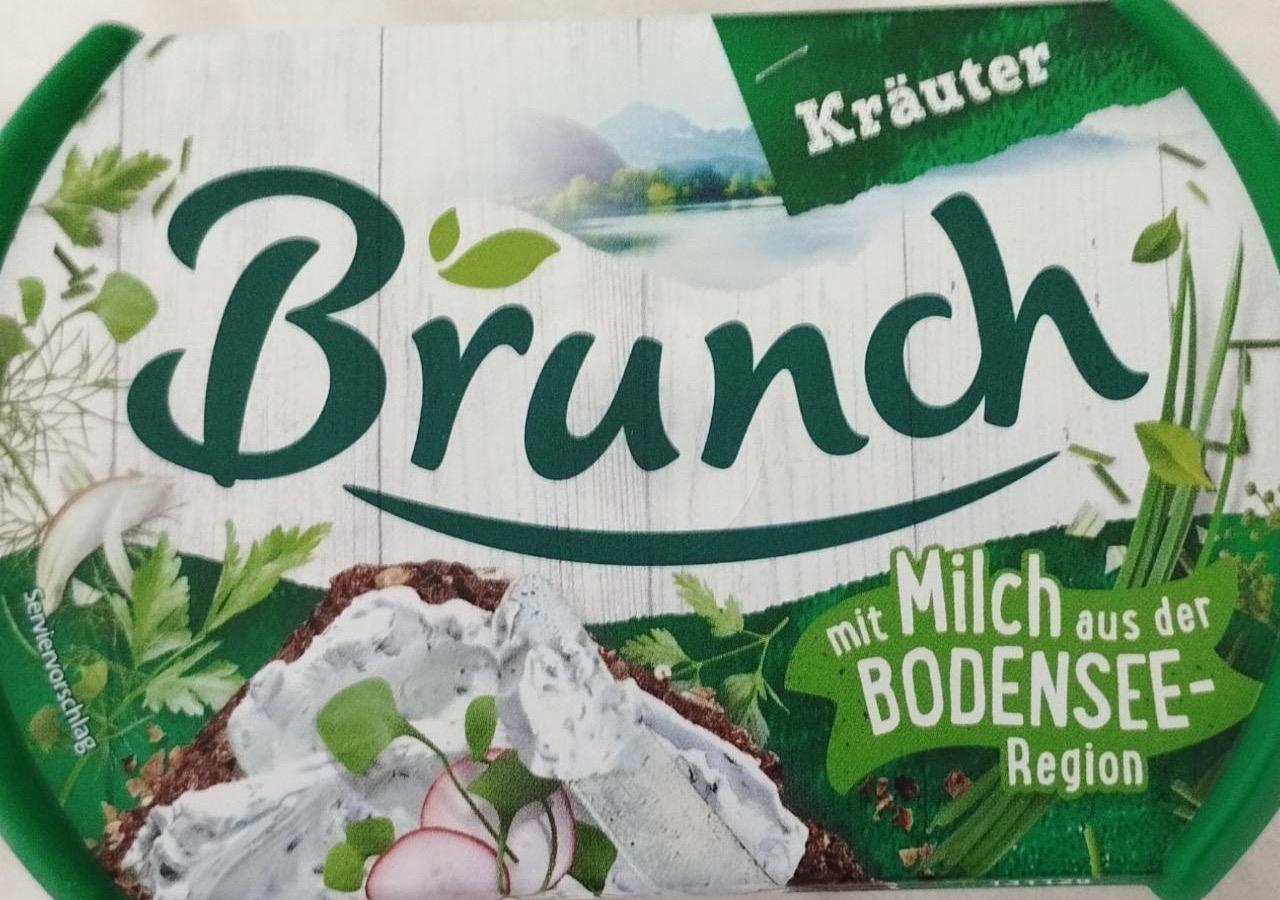 Kräuter
Brunch
mit Milch aus der
BODENSEE-
Region
Serviervorschlag